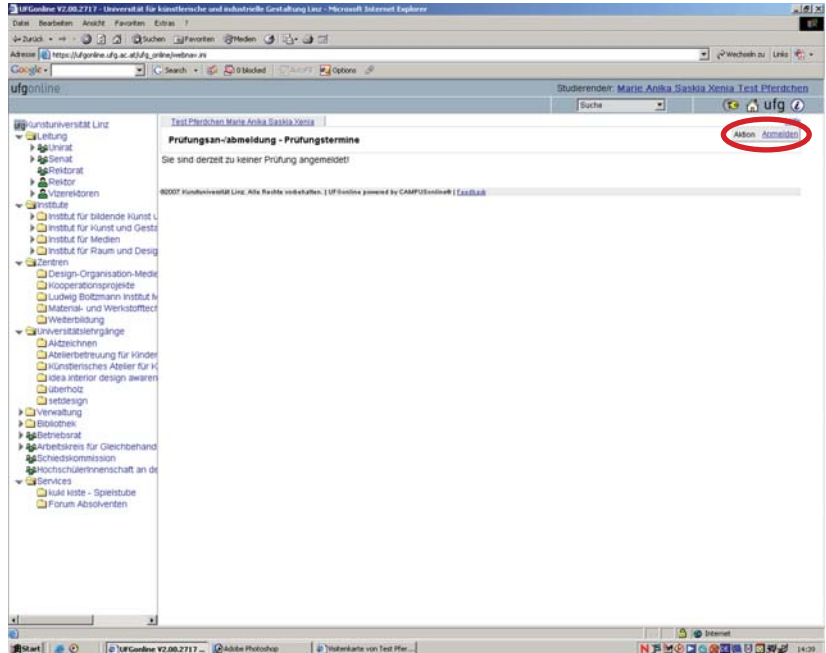 UFGonline V2.00.2717 - Universität für künstlerische und industrielle Gestaltung Linz - Microsoft Internet Explorer
Datei Bearbeiten Ansicht Favoriten Extras ?
Zurück Suchen Favoriten Medien
Adresse https://ufgonline.ufg.ac.at/ufg_online/webnav.ini Wechseln zu Links
Google Search 0 blocked Options
ufgonline Studierende/r: Marie Anika Saskia Xenia Test Pferdchen
Suche ufg
Kunstuniversität Linz
Test Pferdchen Marie Anika Saskia Xenia
Prüfungsan-/abmeldung - Prüfungstermine
Aktion Anmelden
Sie sind derzeit zu keiner Prüfung angemeldet!
©2007 Kunstuniversität Linz. Alle Rechte vorbehalten. | UFGonline powered by CAMPUSonline® | Feedback
Leitung
Unirat
Senat
Rektorat
Rektor
Vizerektoren
Institute
Institut für bildende Kunst u
Institut für Kunst und Gesta
Institut für Medien
Institut für Raum und Desig
Zentren
Design-Organisation-Medie
Kooperationsprojekte
Ludwig Boltzmann Institut M
Material- und Werkstofftec
Weiterbildung
Universitätslehrgänge
Aktzeichnen
Atelierbetreuung für Kinder
Künstlerisches Atelier für K
idea interior design awaren
überholz
setdesign
Verwaltung
Bibliothek
Betriebsrat
Arbeitskreis für Gleichbehand
Schiedskommission
HochschülerInnenschaft an de
Services
kuki kiste - Spielstube
Forum Absolventen
Internet
Start UFGonline V2.00.2717 ... Adobe Photoshop Visitenkarte von Test Pfer... 14:39